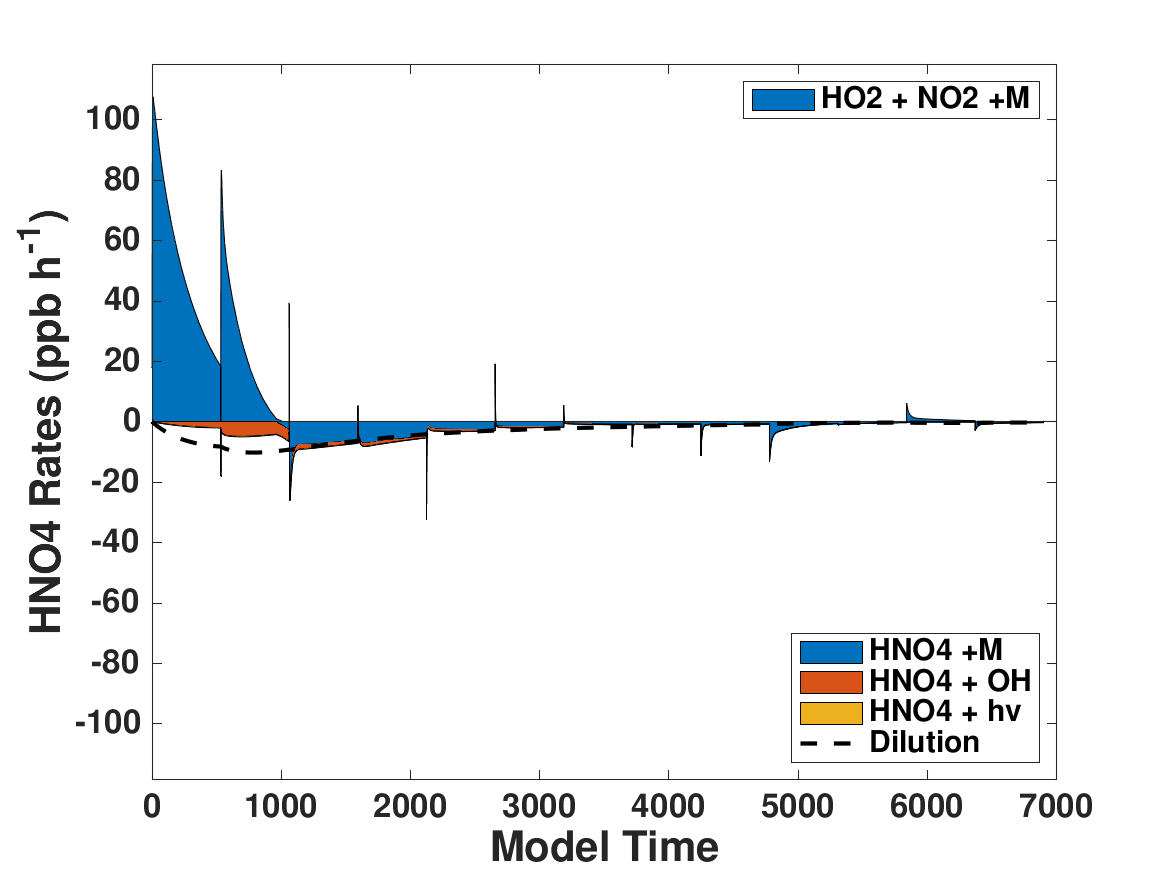 HO2 + NO2 +M
100
80
60
40
20
0
-20
-40
-60
-80
-100
HNO4 Rates (ppb h-1)
HNO4 +M
HNO4 + OH
HNO4 + hv
Dilution
0 1000 2000 3000 4000 5000 6000 7000
Model Time